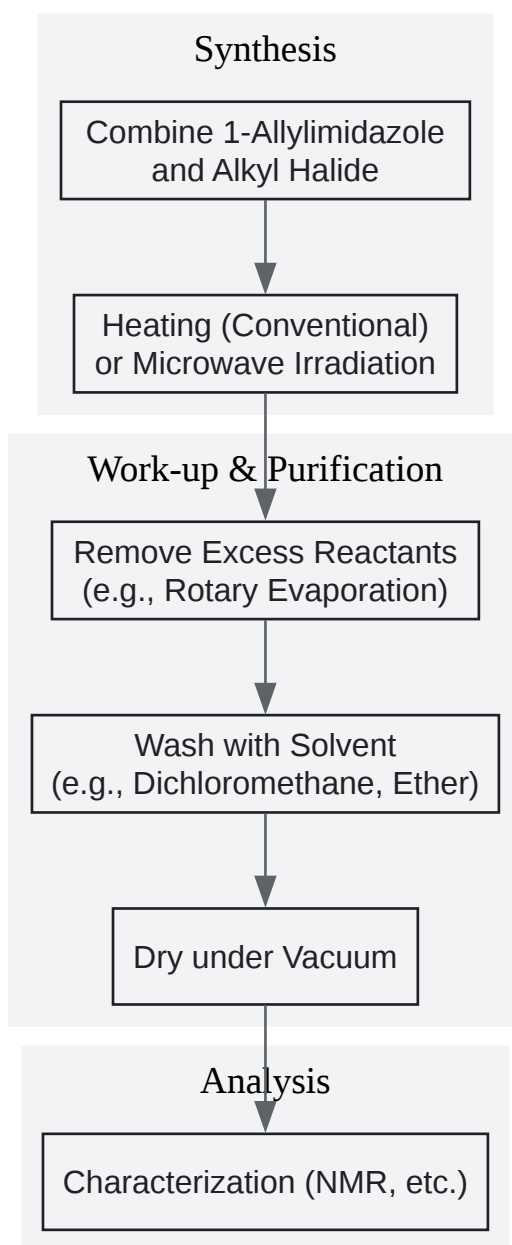 Synthesis
Combine 1-Allylimidazole
and Alkyl Halide
Heating (Conventional)
or Microwave Irradiation
Work-up & Purification
Remove Excess Reactants
(e.g., Rotary Evaporation)
Wash with Solvent
(e.g., Dichloromethane, Ether)
Dry under Vacuum
Analysis
Characterization (NMR, etc.)